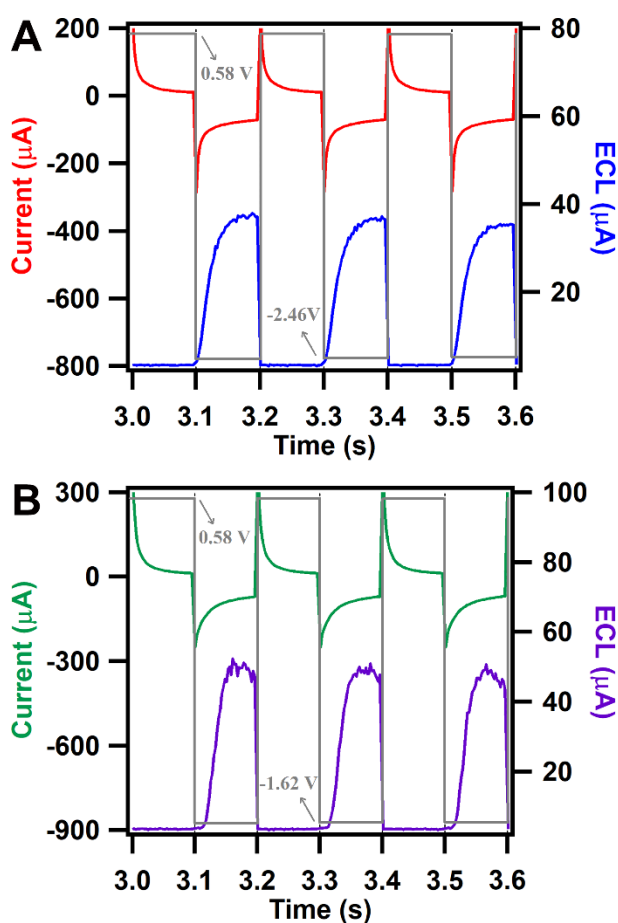 A
200
0
-200
-400
-600
-800
Current (μA)
80
60
40
20
ECL (μA)
0.58 V
-2.46V
3.0 3.1 3.2 3.3 3.4 3.5 3.6
Time (s)
B
300
0
-300
-600
-900
Current (μA)
100
80
60
40
20
ECL (μA)
0.58 V
-1.62 V
3.0 3.1 3.2 3.3 3.4 3.5 3.6
Time (s)